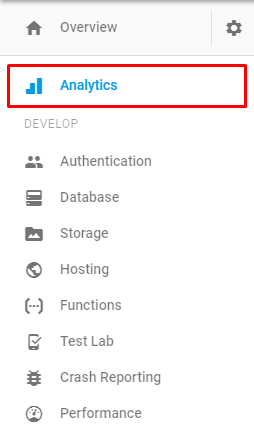 Overview
Analytics
DEVELOP
Authentication
Database
Storage
Hosting
Functions
Test Lab
Crash Reporting
Performance